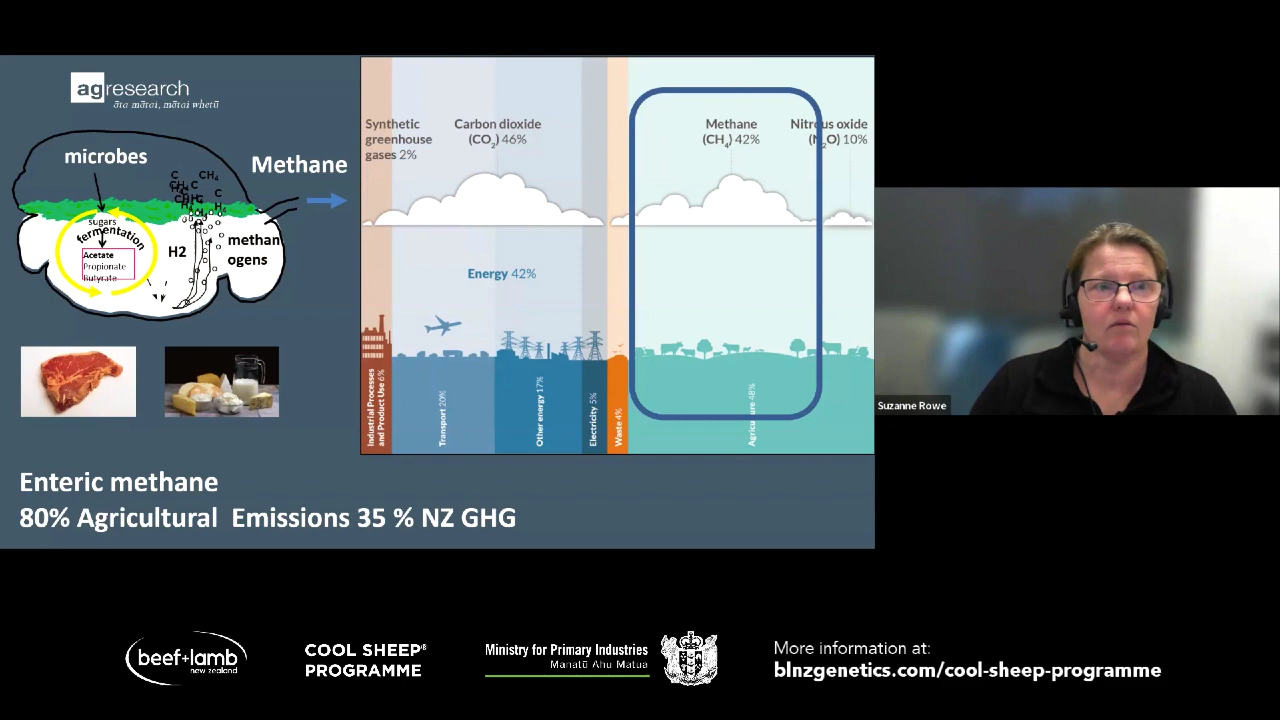 agresearch
āta mātai, mātai whetū
microbes
Methane
CH₄
sugars
fermentation
Acetate
Propionate
Butyrate
H2
methan
ogens
Synthetic
greenhouse
gases 2%
Carbon dioxide
(CO₂) 46%
Methane
(CH₄) 42%
Nitrous oxide
(N₂O) 10%
Energy 42%
Industrial Processes
and Product Use 6%
Transport 20%
Other energy 17%
Electricity 5%
Waste 4%
Agriculture 48%
Enteric methane
80% Agricultural Emissions 35 % NZ GHG
Suzanne Rowe
beef+lamb
new zealand
COOL SHEEP®
PROGRAMME
Ministry for Primary Industries
Manatū Ahu Matua
More information at:
blnzgenetics.com/cool-sheep-programme